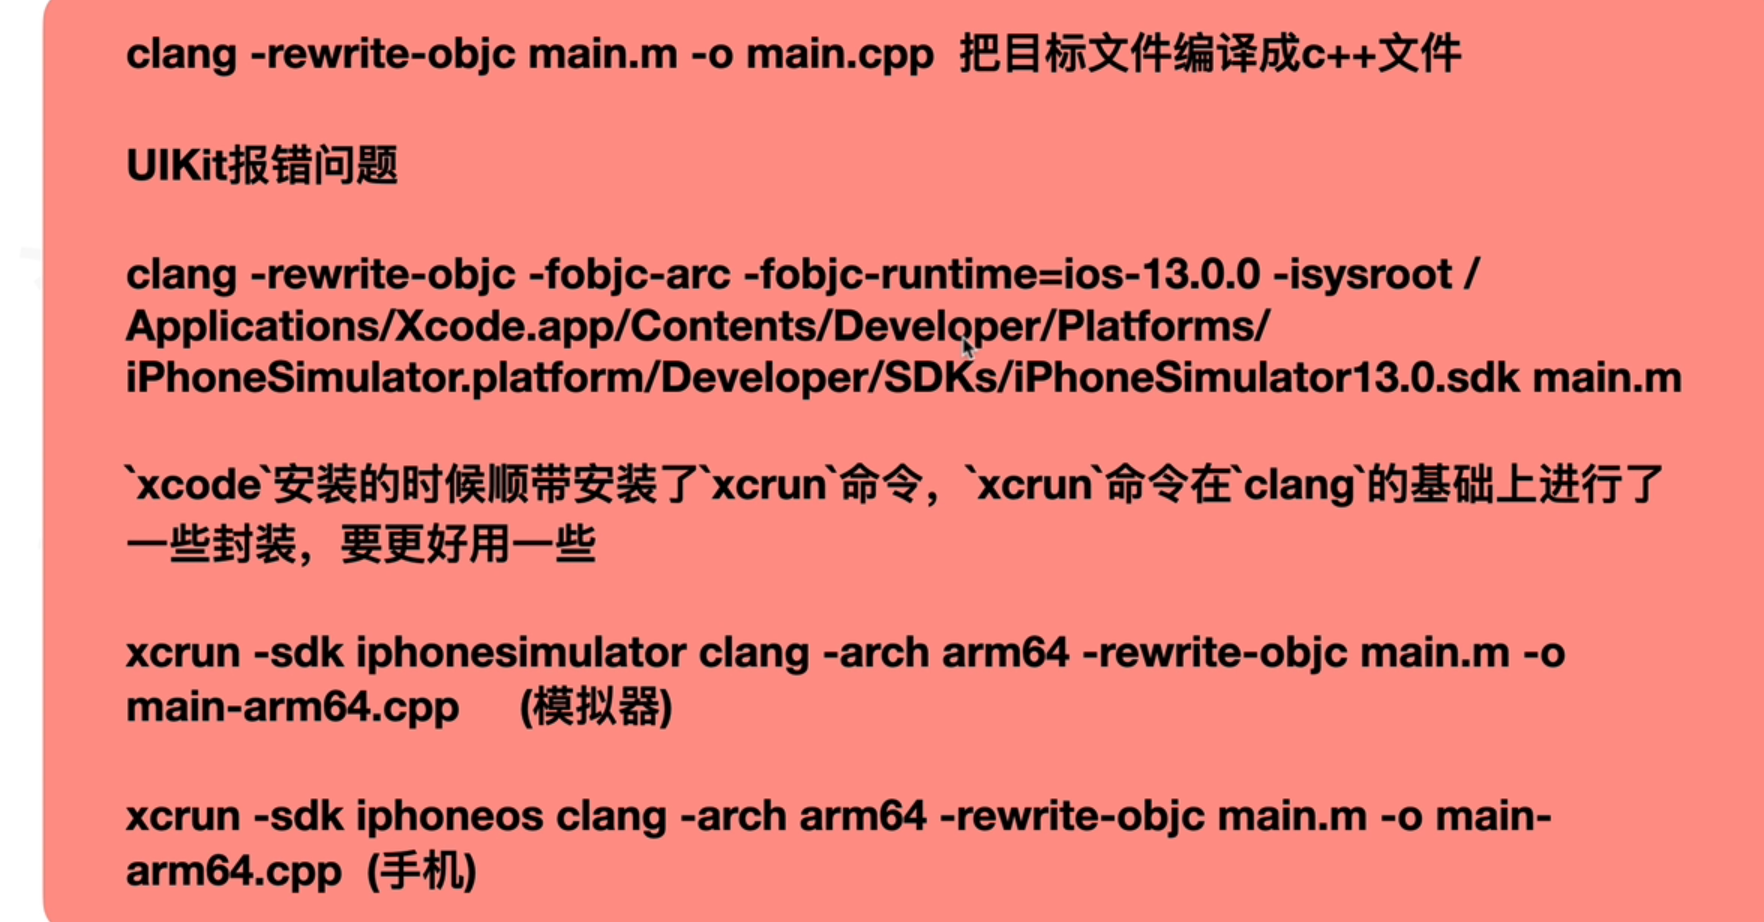 clang -rewrite-objc main.m -o main.cpp 把目标文件编译成c++文件
UIKit报错问题
clang -rewrite-objc -fobjc-arc -fobjc-runtime=ios-13.0.0 -isysroot /
Applications/Xcode.app/Contents/Developer/Platforms/
iPhoneSimulator.platform/Developer/SDKs/iPhoneSimulator13.0.sdk main.m
`xcode`安装的时候顺带安装了`xcrun`命令，`xcrun`命令在`clang`的基础上进行了
一些封装，要更好用一些
xcrun -sdk iphonesimulator clang -arch arm64 -rewrite-objc main.m -o
main-arm64.cpp (模拟器)
xcrun -sdk iphoneos clang -arch arm64 -rewrite-objc main.m -o main-
arm64.cpp (手机)